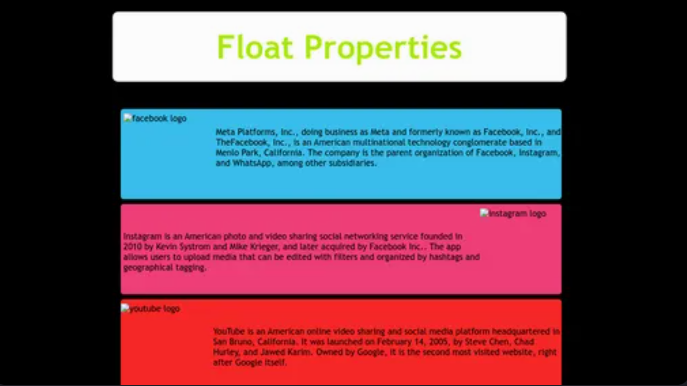 Float Properties
facebook logo
Meta Platforms, Inc., doing business as Meta and formerly known as Facebook, Inc., and
TheFacebook, Inc., is an American multinational technology conglomerate based in
Menlo Park, California. The company is the parent organization of Facebook, Instagram,
and WhatsApp, among other subsidiaries.
instagram logo
Instagram is an American photo and video sharing social networking service founded in
2010 by Kevin Systrom and Mike Krieger, and later acquired by Facebook Inc.. The app
allows users to upload media that can be edited with filters and organized by hashtags and
geographical tagging.
youtube logo
YouTube is an American online video sharing and social media platform headquartered in
San Bruno, California. It was launched on February 14, 2005, by Steve Chen, Chad
Hurley, and Jawed Karim. Owned by Google, it is the second most visited website, right
after Google itself.